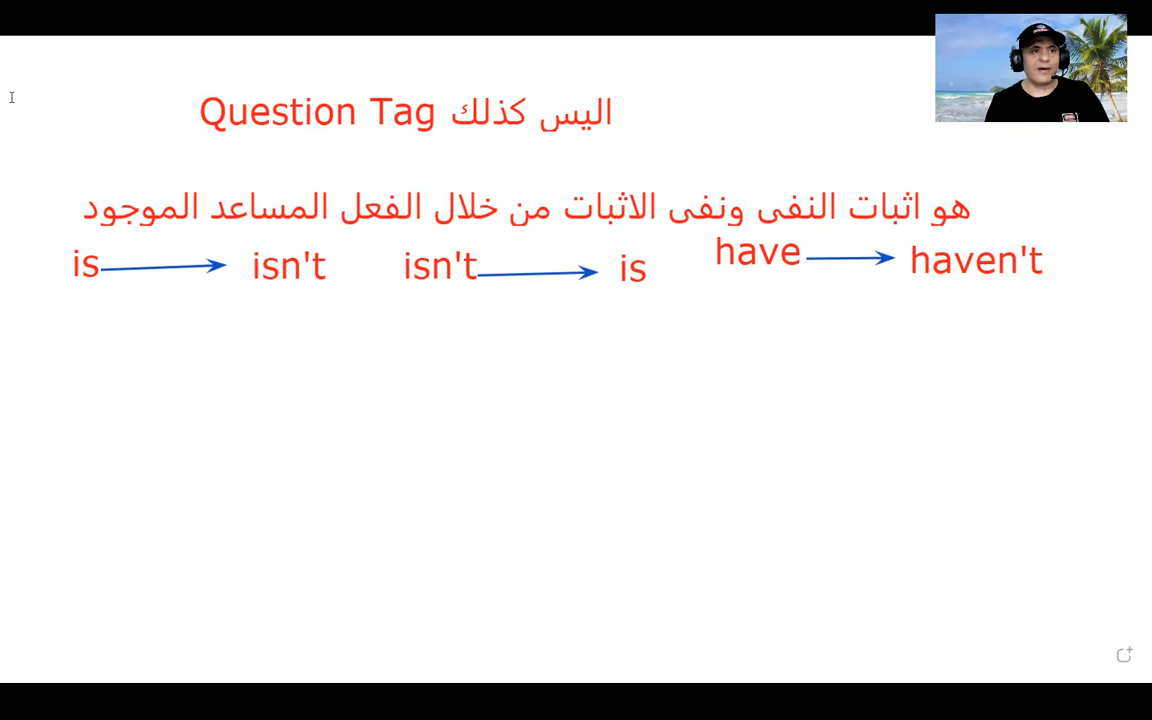 Question Tag اليس كذلك
هو اثبات النفى ونفى الاثبات من خلال الفعل المساعد الموجود
is isn't isn't is have haven't